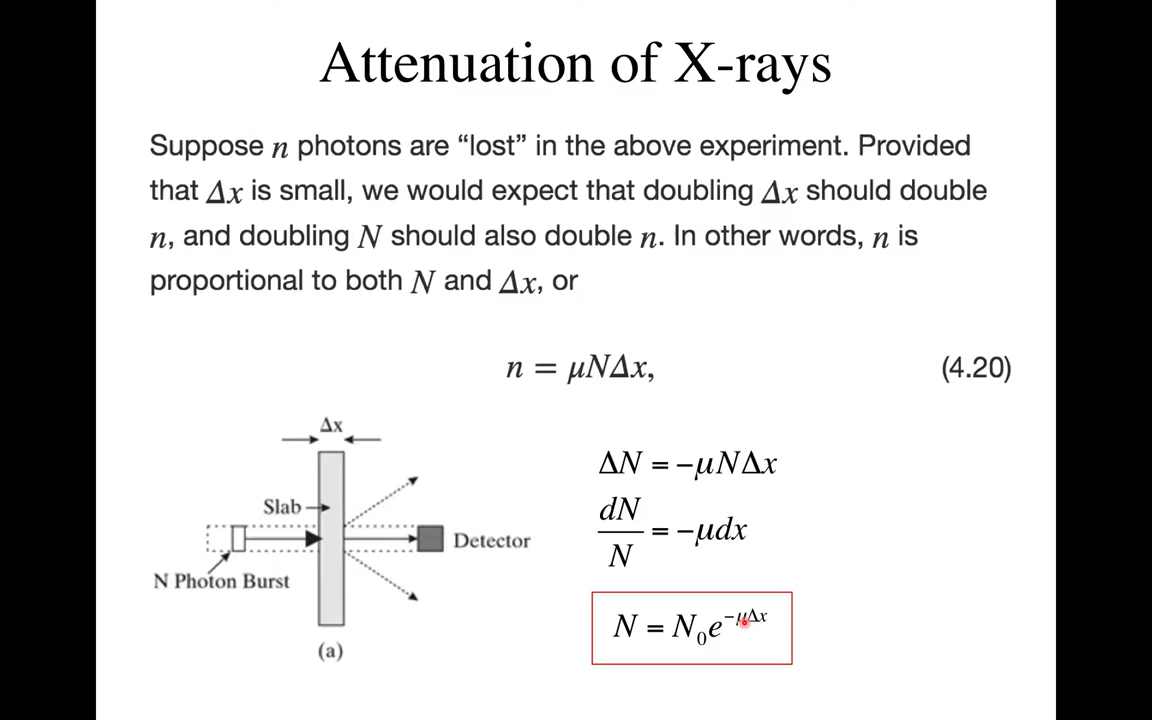 Attenuation of X-rays
Suppose n photons are “lost” in the above experiment. Provided
that Δx is small, we would expect that doubling Δx should double
n, and doubling N should also double n. In other words, n is
proportional to both N and Δx, or
n = μNΔx, (4.20)
Δx
Slab
Detector
N Photon Burst
(a)
ΔN = −μNΔx
dN/N = −μdx
N = N₀e^−μΔx